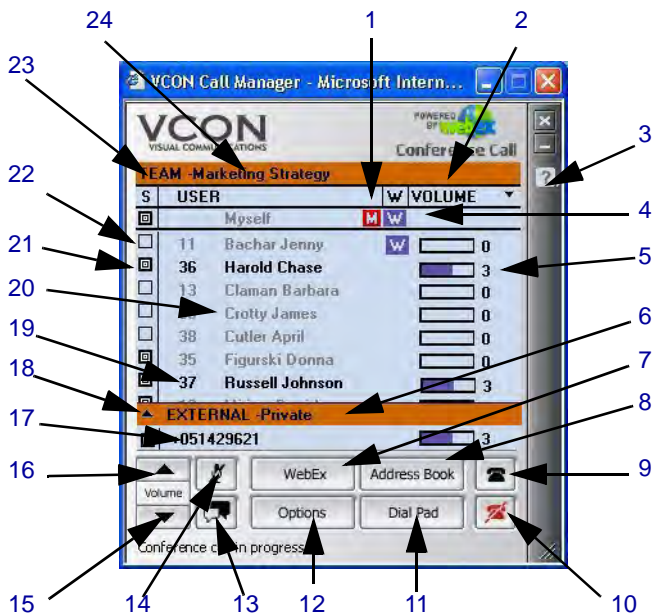 24 1 2
23
VCON Call Manager - Microsoft Intern...
VCON
VISUAL COMMUNICATIONS
POWERED BY
Conference Call
3
TEAM -Marketing Strategy
22
S USER W VOLUME
?
Myself M W
4
21
11 Bachar Jenny W 0
36 Harold Chase 3
5
20
13 Claman Barbara 0
Crotty James 0
19
38 Cutler April 0
6
35 Figurski Donna 0
7
18
37 Russell Johnson 3
8
17
EXTERNAL -Private
051429621 3
16
WebEx Address Book
9
Volume
Options Dial Pad
Conference call in progress
15 14 13 12 11 10